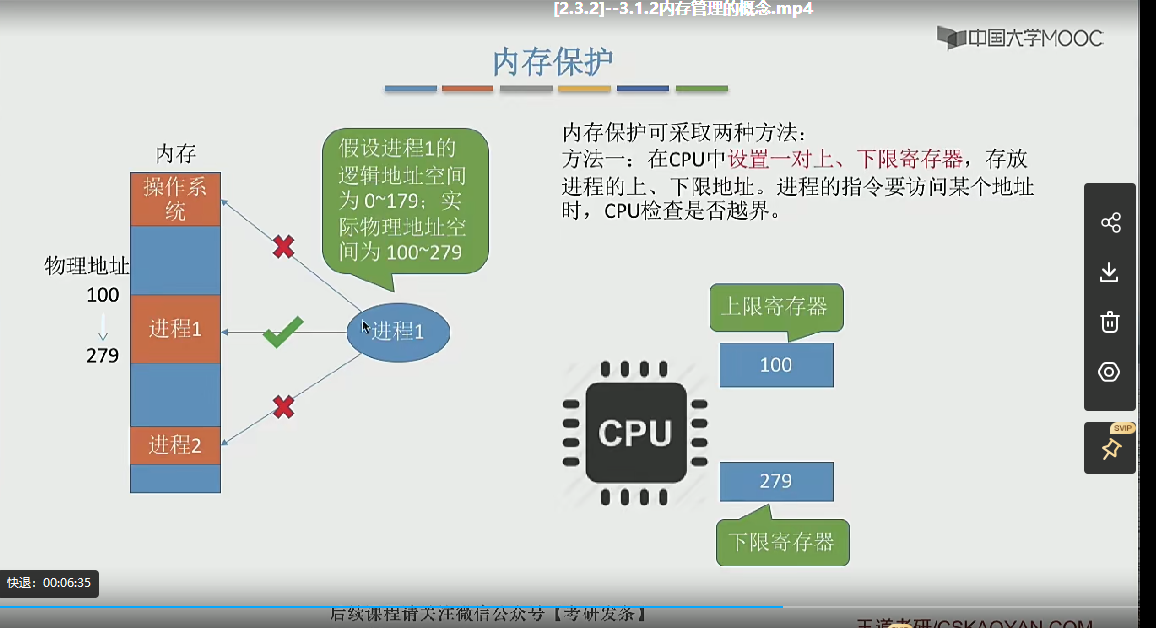 [2.3.2]--3.1.2内存管理的概念.mp4
中国大学MOOC
内存保护
内存保护可采取两种方法：
方法一：在CPU中设置一对上、下限寄存器，存放
进程的上、下限地址。进程的指令要访问某个地址
时，CPU检查是否越界。
假设进程1的
逻辑地址空间
为 0~179；实
际物理地址空
间为 100~279
内存
操作系
统
物理地址
100
进程1
279
进程2
进程1
上限寄存器
100
CPU
279
下限寄存器
SVIP
快退：00:06:35
后续课程请关注微信公众号【考研发条】
王道考研/CSKAOYAN.COM